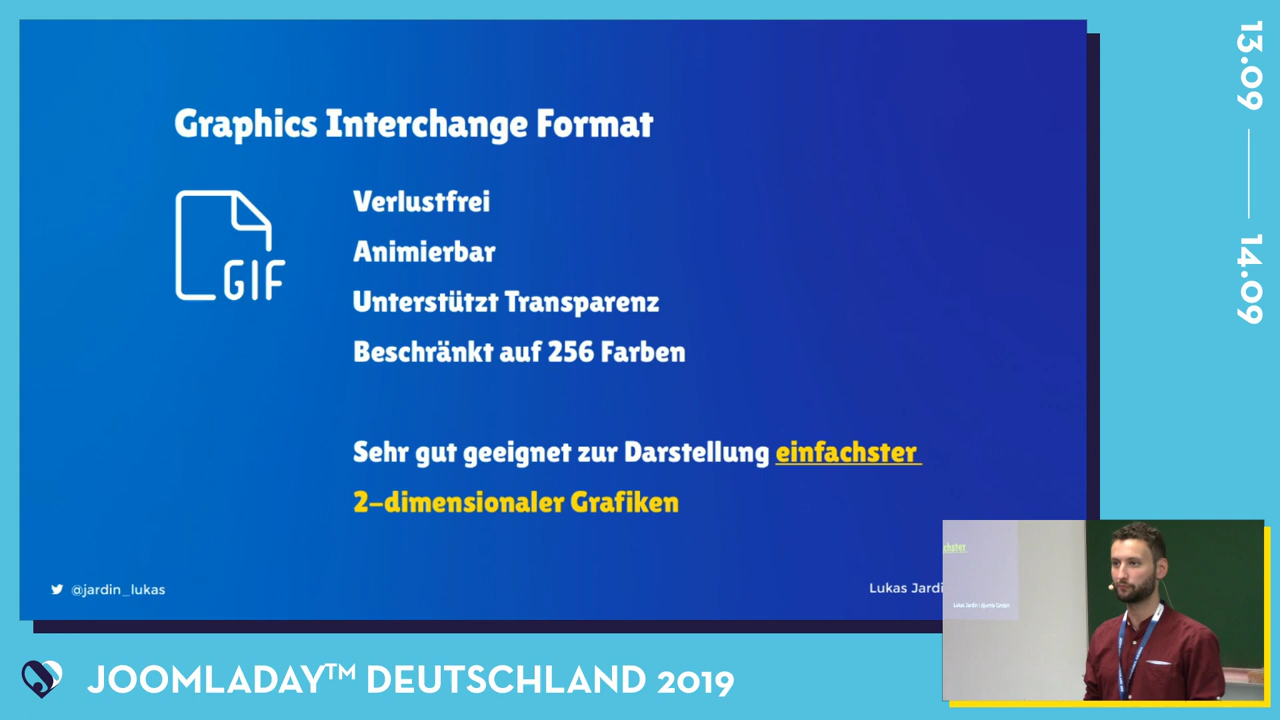 Graphics Interchange Format
GIF
Verlustfrei
Animierbar
Unterstützt Transparenz
Beschränkt auf 256 Farben
Sehr gut geeignet zur Darstellung einfachster
2-dimensionaler Grafiken
@jardin_lukas
Lukas Jardi
13.09
14.09
chster
JOOMLADAY™ DEUTSCHLAND 2019